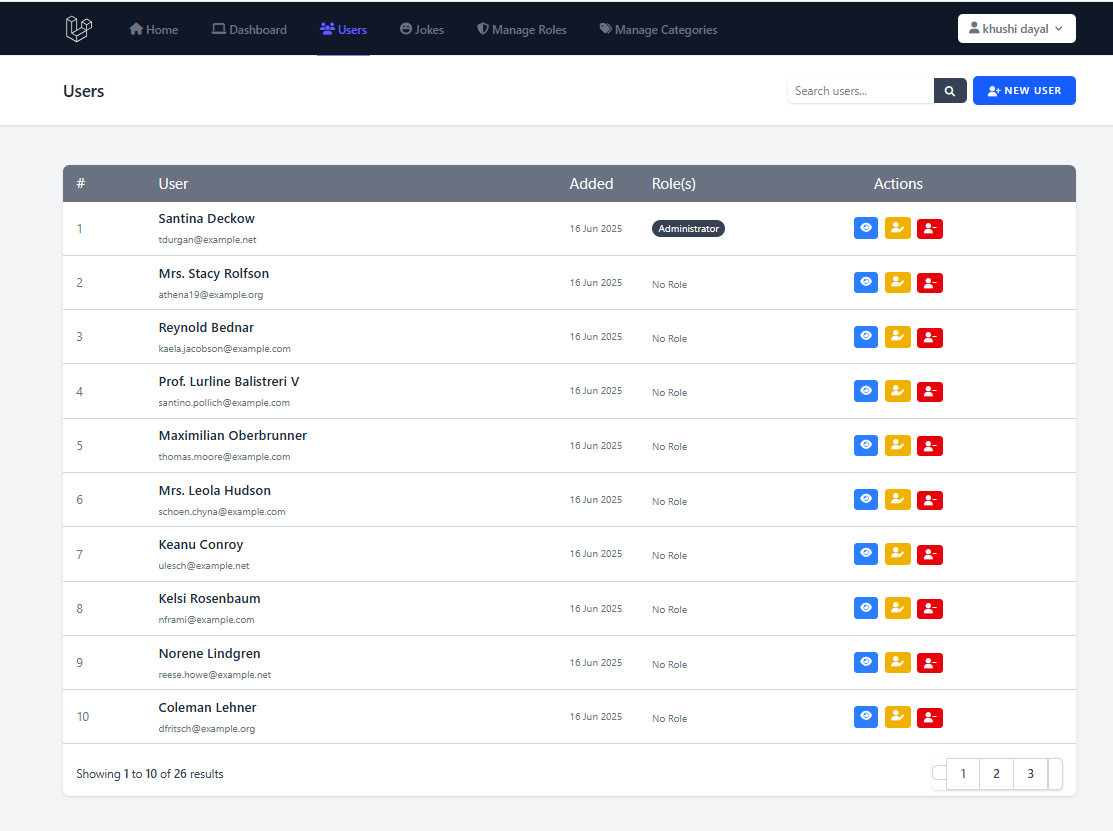 Home Dashboard Users Jokes Manage Roles Manage Categories khushi dayal
Users Search users... NEW USER
# User Added Role(s) Actions
1 Santina Deckow 16 Jun 2025 Administrator
tdurgan@example.net
2 Mrs. Stacy Rolfson 16 Jun 2025 No Role
athena19@example.org
3 Reynold Bednar 16 Jun 2025 No Role
kaela.jacobson@example.com
4 Prof. Lurline Balistreri V 16 Jun 2025 No Role
santino.pollich@example.com
5 Maximilian Oberbrunner 16 Jun 2025 No Role
thomas.moore@example.com
6 Mrs. Leola Hudson 16 Jun 2025 No Role
schoen.chyna@example.com
7 Keanu Conroy 16 Jun 2025 No Role
ulesch@example.net
8 Kelsi Rosenbaum 16 Jun 2025 No Role
nframi@example.com
9 Norene Lindgren 16 Jun 2025 No Role
reese.howe@example.net
10 Coleman Lehner 16 Jun 2025 No Role
dfritsch@example.org
Showing 1 to 10 of 26 results 1 2 3